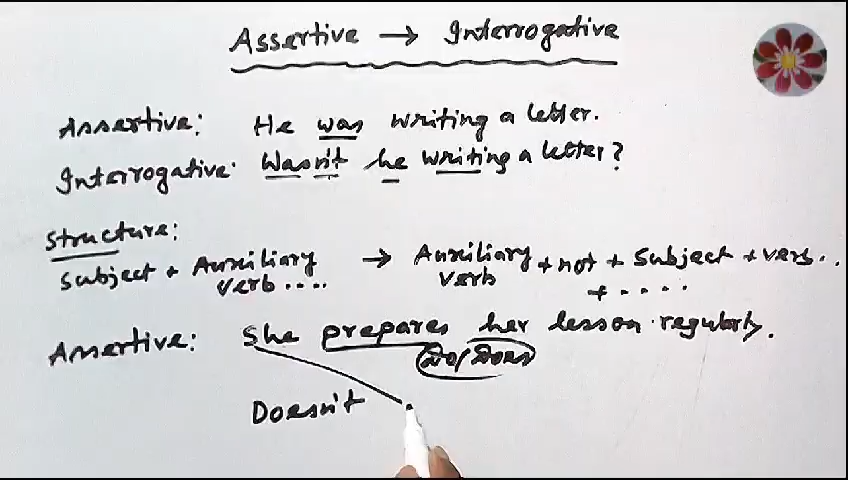 Assertive → Interrogative
Assertive: He was writing a letter.
Interrogative: Wasn't he writing a letter?
Structure:
Subject + Auxiliary verb .... → Auxiliary verb + not + Subject + verb .. + .....
Assertive: She prepares her lesson regularly.
(Do/Does)
Doesn't